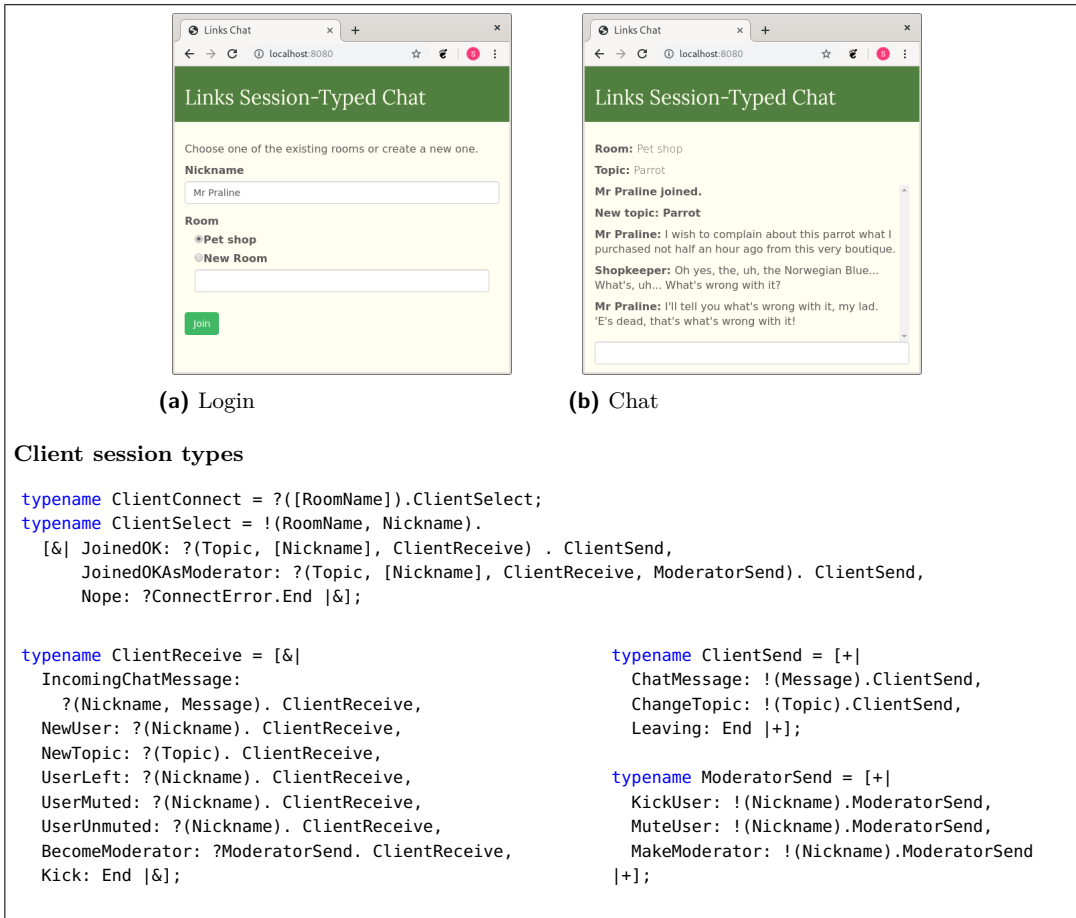 Links Chat × +
×
localhost:8080
S
Links Session-Typed Chat
Choose one of the existing rooms or create a new one.
Nickname
Mr Praline
Room
Pet shop
New Room
Join
(a) Login
Links Chat × +
×
localhost:8080
S
Links Session-Typed Chat
Room: Pet shop
Topic: Parrot
Mr Praline joined.
New topic: Parrot
Mr Praline: I wish to complain about this parrot what I
purchased not half an hour ago from this very boutique.
Shopkeeper: Oh yes, the, uh, the Norwegian Blue...
What's, uh... What's wrong with it?
Mr Praline: I'll tell you what's wrong with it, my lad.
'E's dead, that's what's wrong with it!
(b) Chat
Client session types
typename ClientConnect = ?([RoomName]).ClientSelect;
typename ClientSelect = !(RoomName, Nickname).
[&| JoinedOK: ?(Topic, [Nickname], ClientReceive) . ClientSend,
JoinedOKAsModerator: ?(Topic, [Nickname], ClientReceive, ModeratorSend). ClientSend,
Nope: ?ConnectError.End |&];
typename ClientReceive = [&|
IncomingChatMessage:
?(Nickname, Message). ClientReceive,
NewUser: ?(Nickname). ClientReceive,
NewTopic: ?(Topic). ClientReceive,
UserLeft: ?(Nickname). ClientReceive,
UserMuted: ?(Nickname). ClientReceive,
UserUnmuted: ?(Nickname). ClientReceive,
BecomeModerator: ?ModeratorSend. ClientReceive,
Kick: End |&];
typename ClientSend = [+|
ChatMessage: !(Message).ClientSend,
ChangeTopic: !(Topic).ClientSend,
Leaving: End |+];
typename ModeratorSend = [+|
KickUser: !(Nickname).ModeratorSend,
MuteUser: !(Nickname).ModeratorSend,
MakeModerator: !(Nickname).ModeratorSend
|+];